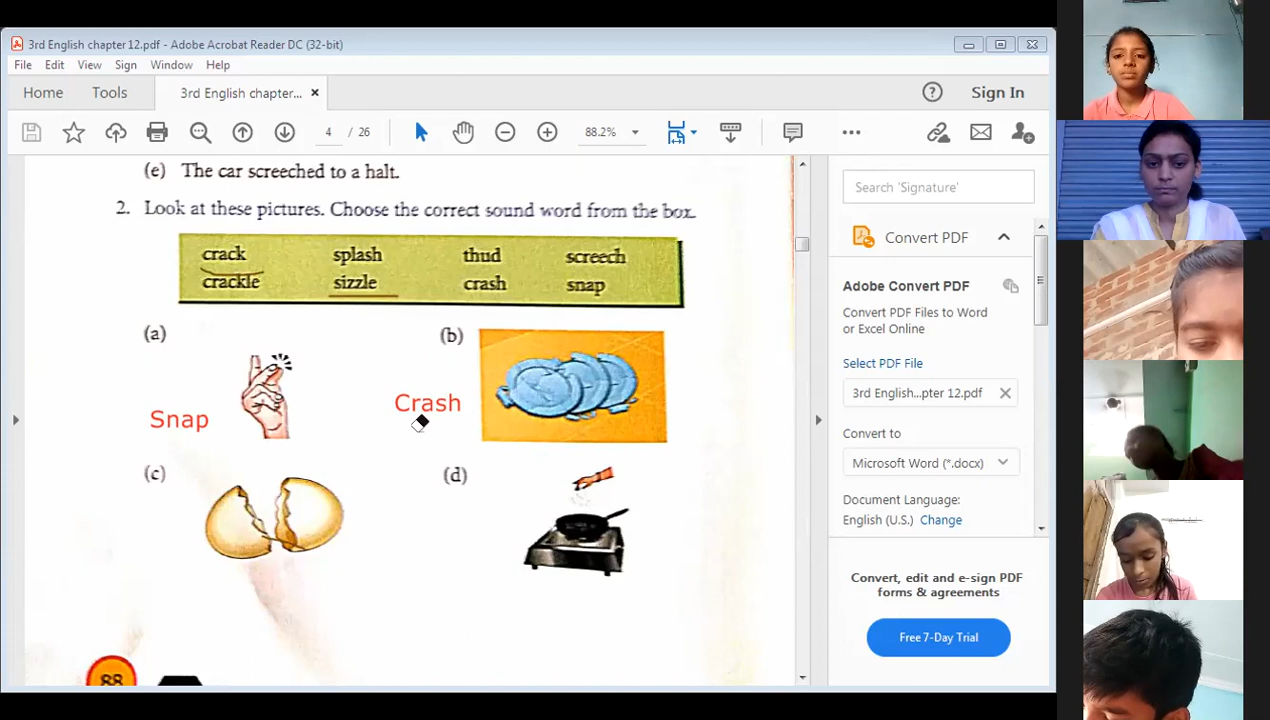 3rd English chapter 12.pdf - Adobe Acrobat Reader DC (32-bit)
File Edit View Sign Window Help
Home Tools 3rd English chapter... × Sign In
4 / 26 88.2%
(e) The car screeched to a halt.
2. Look at these pictures. Choose the correct sound word from the box.
crack splash thud screech
crackle sizzle crash snap
(a) (b)
Snap Crash
(c) (d)
88
Search 'Signature'
Convert PDF
Adobe Convert PDF
Convert PDF Files to Word
or Excel Online
Select PDF File
3rd English...pter 12.pdf
Convert to
Microsoft Word (*.docx)
Document Language:
English (U.S.) Change
Convert, edit and e-sign PDF
forms & agreements
Free 7-Day Trial